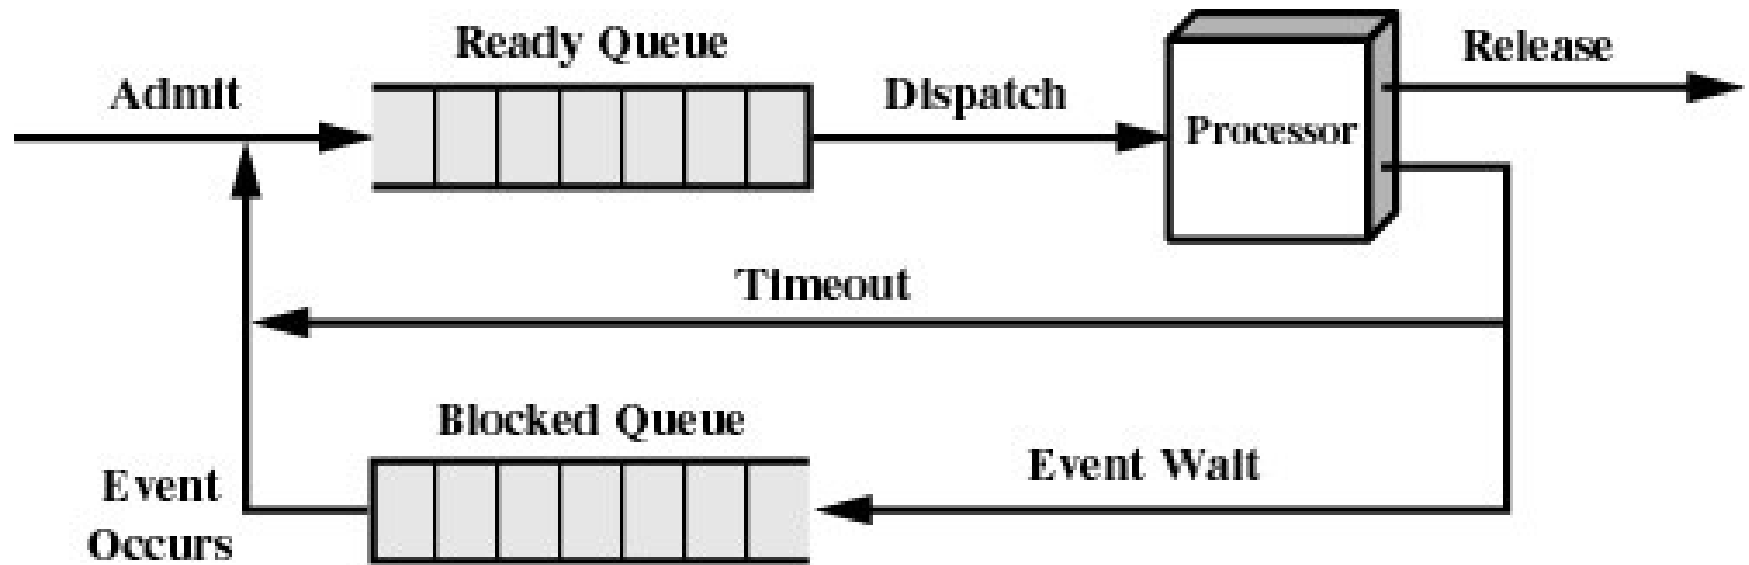 Ready Queue
Release
Admit
Dispatch
Processor
Timeout
Blocked Queue
Event Wait
Event
Occurs